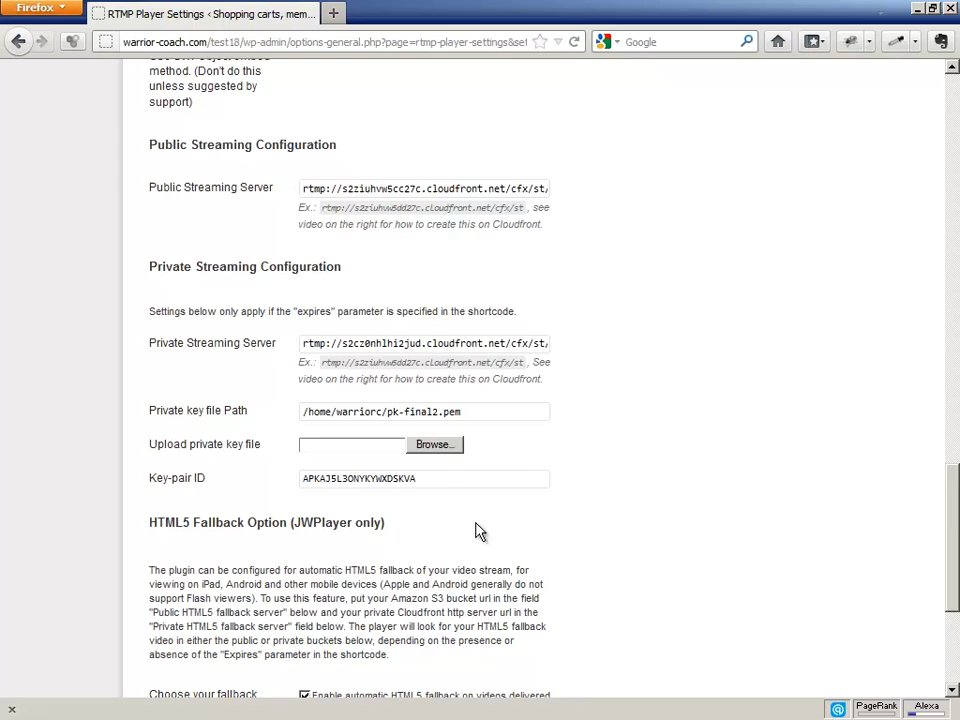 Firefox
RTMP Player Settings ‹ Shopping carts, mem...
warrior-coach.com/test18/wp-admin/options-general.php?page=rtmp-player-settings&set
Google
method. (Don't do this
unless suggested by
support)
Public Streaming Configuration
Public Streaming Server
rtmp://s2ziuhvw5cc27c.cloudfront.net/cfx/st/
Ex.: rtmp://s2ziuhvw5dd27c.cloudfront.net/cfx/st , see
video on the right for how to create this on Cloudfront.
Private Streaming Configuration
Settings below only apply if the "expires" parameter is specified in the shortcode.
Private Streaming Server
rtmp://s2cz0nhlhi2jud.cloudfront.net/cfx/st/
Ex.: rtmp://s2ziuhvw5dd27c.cloudfront.net/cfx/st , See
video on the right for how to create this on Cloudfront.
Private key file Path
/home/warriorc/pk-final2.pem
Upload private key file
Browse...
Key-pair ID
APKAJ5L3ONYKYWXDSKVA
HTML5 Fallback Option (JWPlayer only)
The plugin can be configured for automatic HTML5 fallback of your video stream, for
viewing on iPad, Android and other mobile devices (Apple and Android generally do not
support Flash viewers). To use this feature, put your Amazon S3 bucket url in the field
"Public HTML5 fallback server" below and your private Cloudfront http server url in the
"Private HTML5 fallback server" field below. The player will look for your HTML5 fallback
video in either the public or private buckets below, depending on the presence or
absence of the "Expires" parameter in the shortcode.
Choose your fallback
Enable automatic HTML5 fallback on videos delivered
PageRank
Alexa